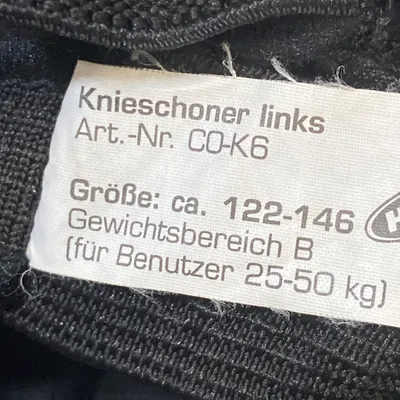 Knieschoner links
Art.-Nr. CO-K6
Größe: ca. 122-146
Gewichtsbereich B
(für Benutzer 25-50 kg)